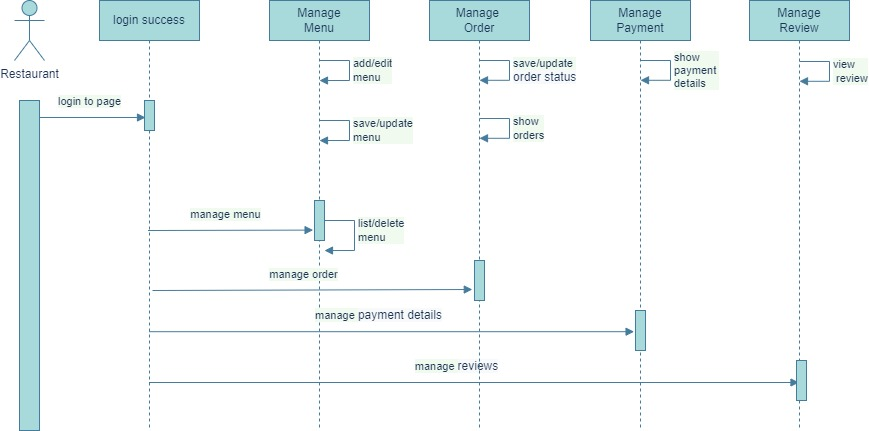 login success
Manage
Menu
Manage
Order
Manage
Payment
Manage
Review
Restaurant
add/edit
menu
save/update
order status
show
payment
details
view
review
login to page
save/update
menu
show
orders
manage menu
list/delete
menu
manage order
manage payment details
manage reviews